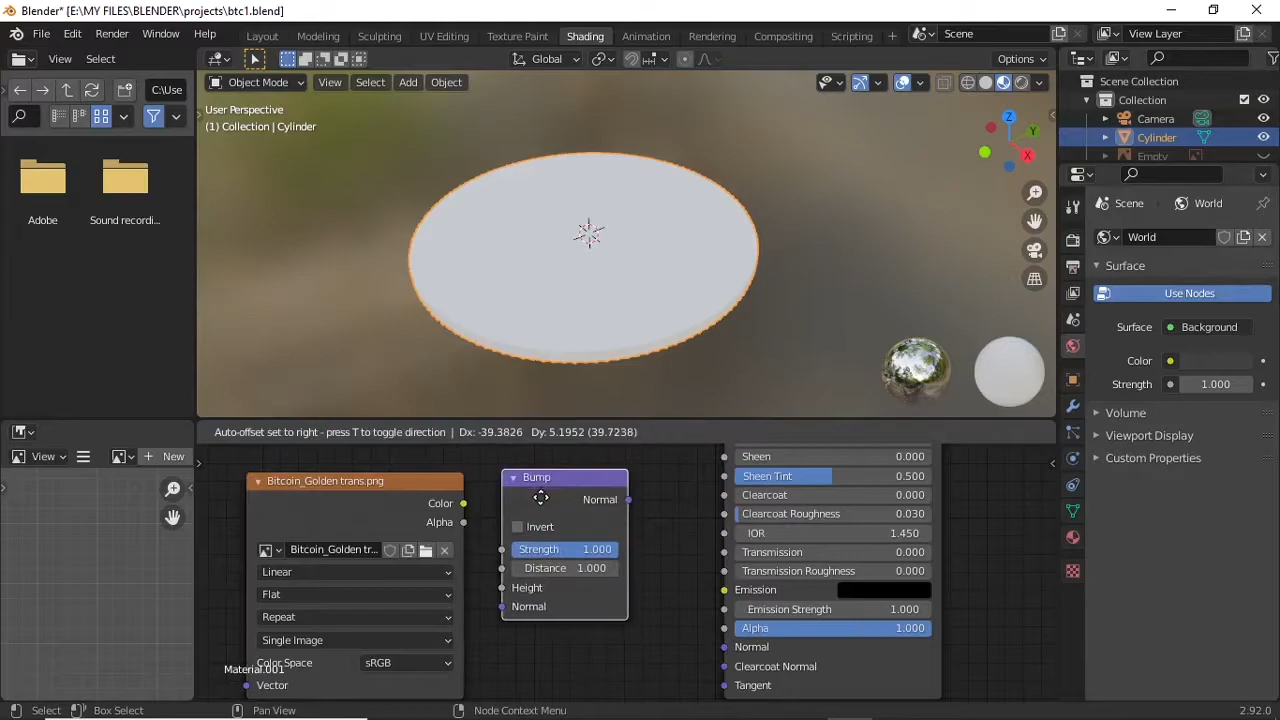 Blender* [E:\MY FILES\BLENDER\projects\btc1.blend]
File Edit Render Window Help Layout Modeling Sculpting UV Editing Texture Paint Shading Animation Rendering Compositing Scripting + Scene View Layer
View Select Global Options
Object Mode View Select Add Object
C:\Use
Adobe Sound recordi...
User Perspective
(1) Collection | Cylinder
Z
Y
X
Scene Collection
Collection
Camera
Cylinder
Empty
Scene World
World
Surface
Use Nodes
Surface Background
Color
Strength 1.000
Volume
Viewport Display
Custom Properties
Auto-offset set to right - press T to toggle direction | Dx: -39.3826 Dy: 5.1952 (39.7238)
View + New
Bitcoin_Golden trans.png
Color
Alpha
Bitcoin_Golden tr...
Linear
Flat
Repeat
Single Image
Color Space sRGB
Material.001
Vector
Bump
Normal
Invert
Strength 1.000
Distance 1.000
Height
Normal
Sheen 0.000
Sheen Tint 0.500
Clearcoat 0.000
Clearcoat Roughness 0.030
IOR 1.450
Transmission 0.000
Transmission Roughness 0.000
Emission
Emission Strength 1.000
Alpha 1.000
Normal
Clearcoat Normal
Tangent
Select Box Select Pan View Node Context Menu 2.92.0